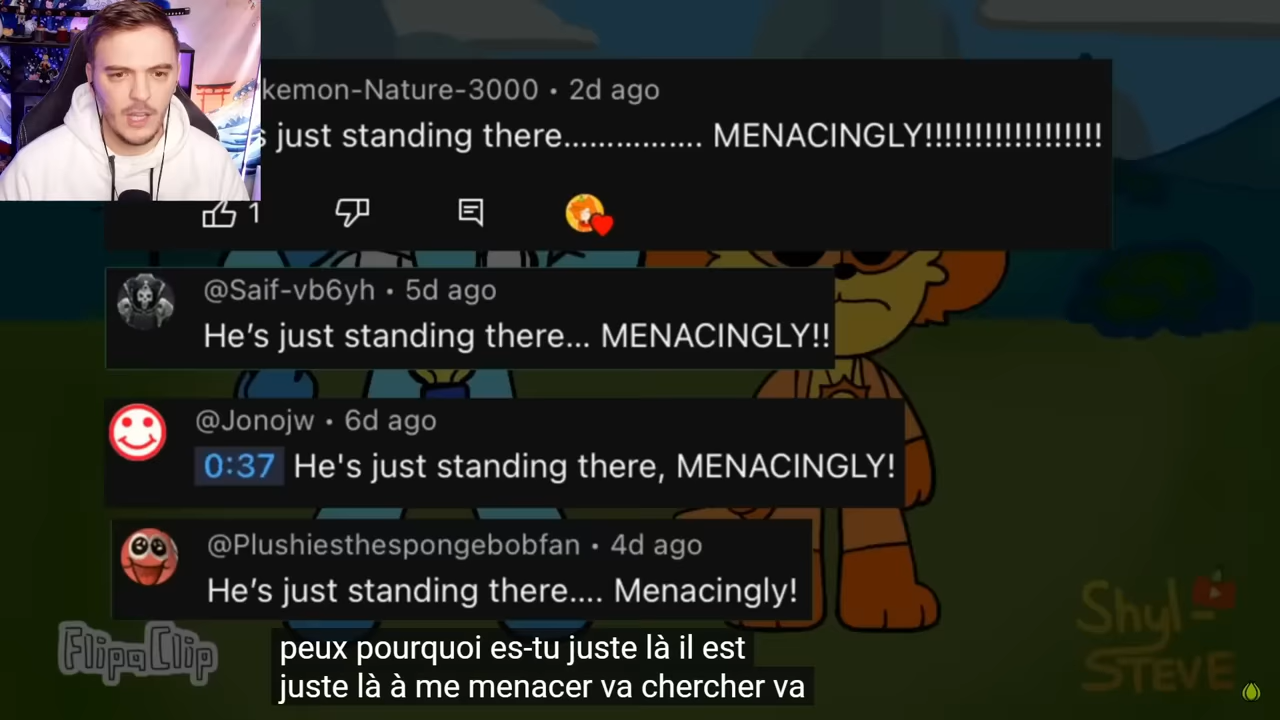 kemon-Nature-3000 • 2d ago
s just standing there................ MENACINGLY!!!!!!!!!!!!!!!!!!
1
@Saif-vb6yh • 5d ago
He’s just standing there... MENACINGLY!!
@Jonojw • 6d ago
0:37 He's just standing there, MENACINGLY!
@Plushiesthespongebobfan • 4d ago
He’s just standing there.... Menacingly!
peux pourquoi es-tu juste là il est
juste là à me menacer va chercher va
FlipaClip
Shyl-
STEVE